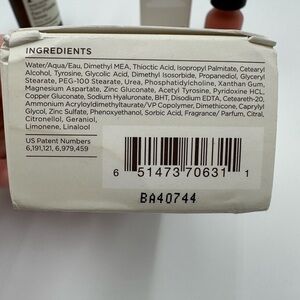 INGREDIENTS
Water/Aqua/Eau, Dimethyl MEA, Thioctic Acid, Isopropyl Palmitate, Cetearyl
Alcohol, Tyrosine, Glycolic Acid, Dimethyl Isosorbide, Propanediol, Glyceryl
Stearate, PEG-100 Stearate, Urea, Phosphatidylcholine, Xanthan Gum,
Magnesium Aspartate, Zinc Gluconate, Acetyl Tyrosine, Pyridoxine HCL,
Copper Gluconate, Sodium Hyaluronate, BHT, Disodium EDTA, Ceteareth-20,
Ammonium Acryloyldimethyltaurate/VP Copolymer, Dimethicone, Caprylyl
Glycol, Zinc Sulfate, Phenoxyethanol, Sorbic Acid, Fragrance/ Parfum, Citral,
Citronellol, Geraniol,
Limonene, Linalool
US Patent Numbers
6,191,121, 6,979,459
6 51473 70631 1
BA40744